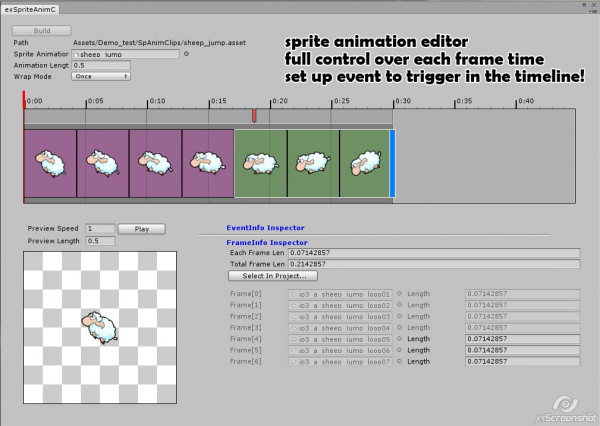 exSpriteAnimC
Build
Path Assets/Demo_test/SpAnimClips/sheep_jump.asset
Sprite Animation sheep_jump
Animation Lengt 0.5
Wrap Mode Once
sprite animation editor
full control over each frame time
set up event to trigger in the timeline!
0:00 0:05 0:10 0:15 0:20 0:25 0:30 0:35 0:40
Preview Speed 1 Play
Preview Length 0.5
EventInfo Inspector
FrameInfo Inspector
Each Frame Len 0.07142857
Total Frame Len 0.2142857
Select In Project...
Frame[0] io3_a_sheep_jump_loop01 Length 0.07142857
Frame[1] io3_a_sheep_jump_loop02 Length 0.07142857
Frame[2] io3_a_sheep_jump_loop03 Length 0.07142857
Frame[3] io3_a_sheep_jump_loop04 Length 0.07142857
Frame[4] io3_a_sheep_jump_loop05 Length 0.07142857
Frame[5] io3_a_sheep_jump_loop06 Length 0.07142857
Frame[6] io3_a_sheep_jump_loop07 Length 0.07142857
Screenshot